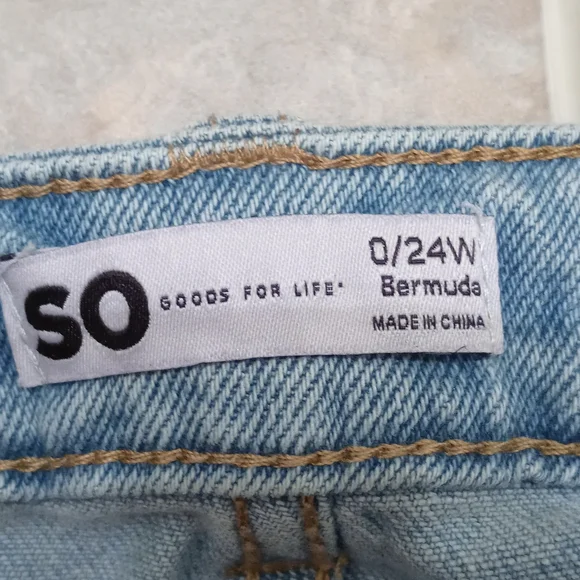 SO GOODS FOR LIFE*
0/24W
Bermuda
MADE IN CHINA